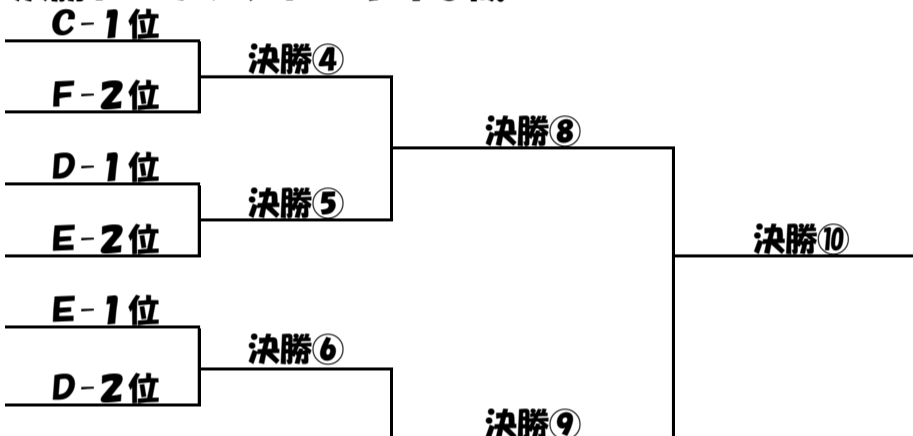 C-1位
決勝④
F-2位
決勝⑧
D-1位
決勝⑤
E-2位
決勝⑩
E-1位
決勝⑥
D-2位
決勝⑨